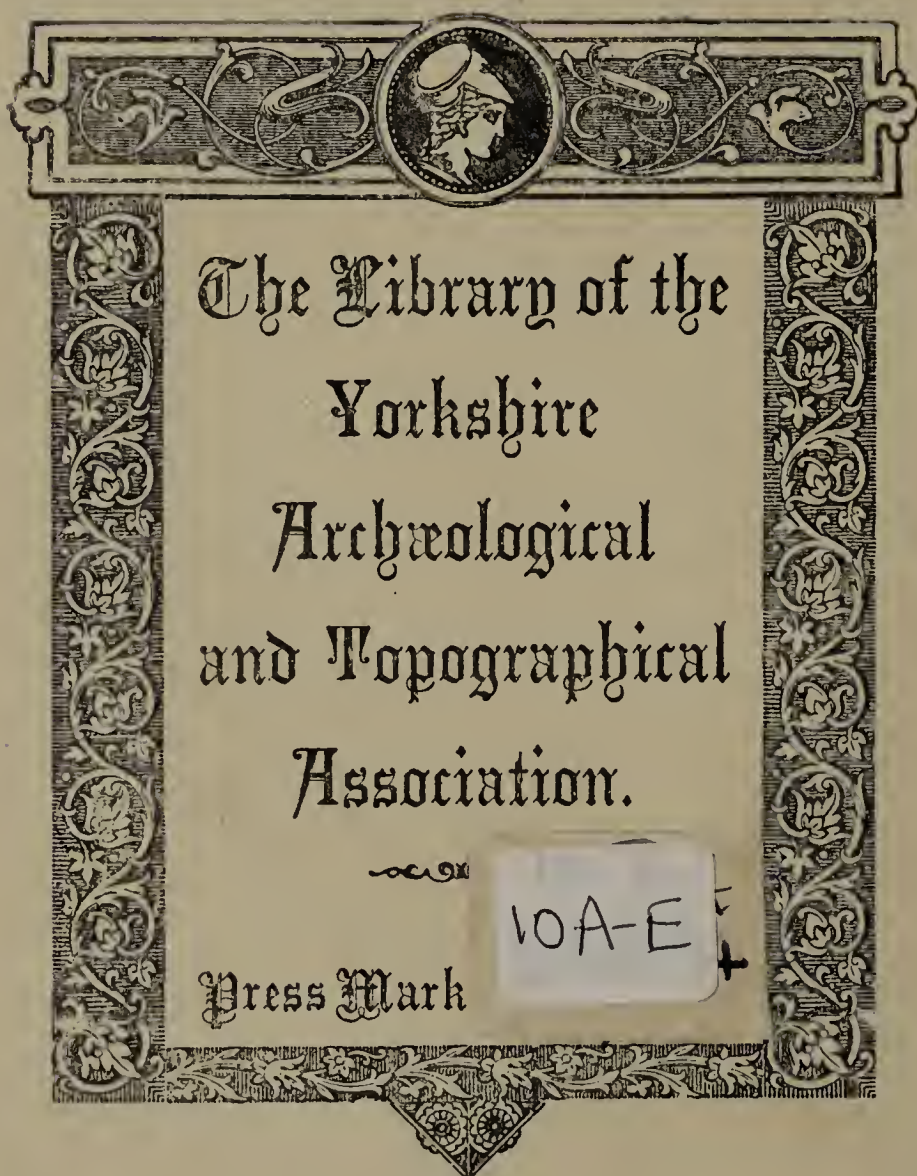 The Library of the
Yorkshire
Archæological
and Topographical
Association.
Press Mark
10A-E